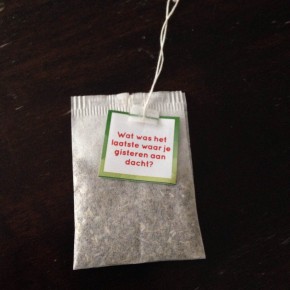 Wat was het
laatste waar je
gisteren aan
dacht?